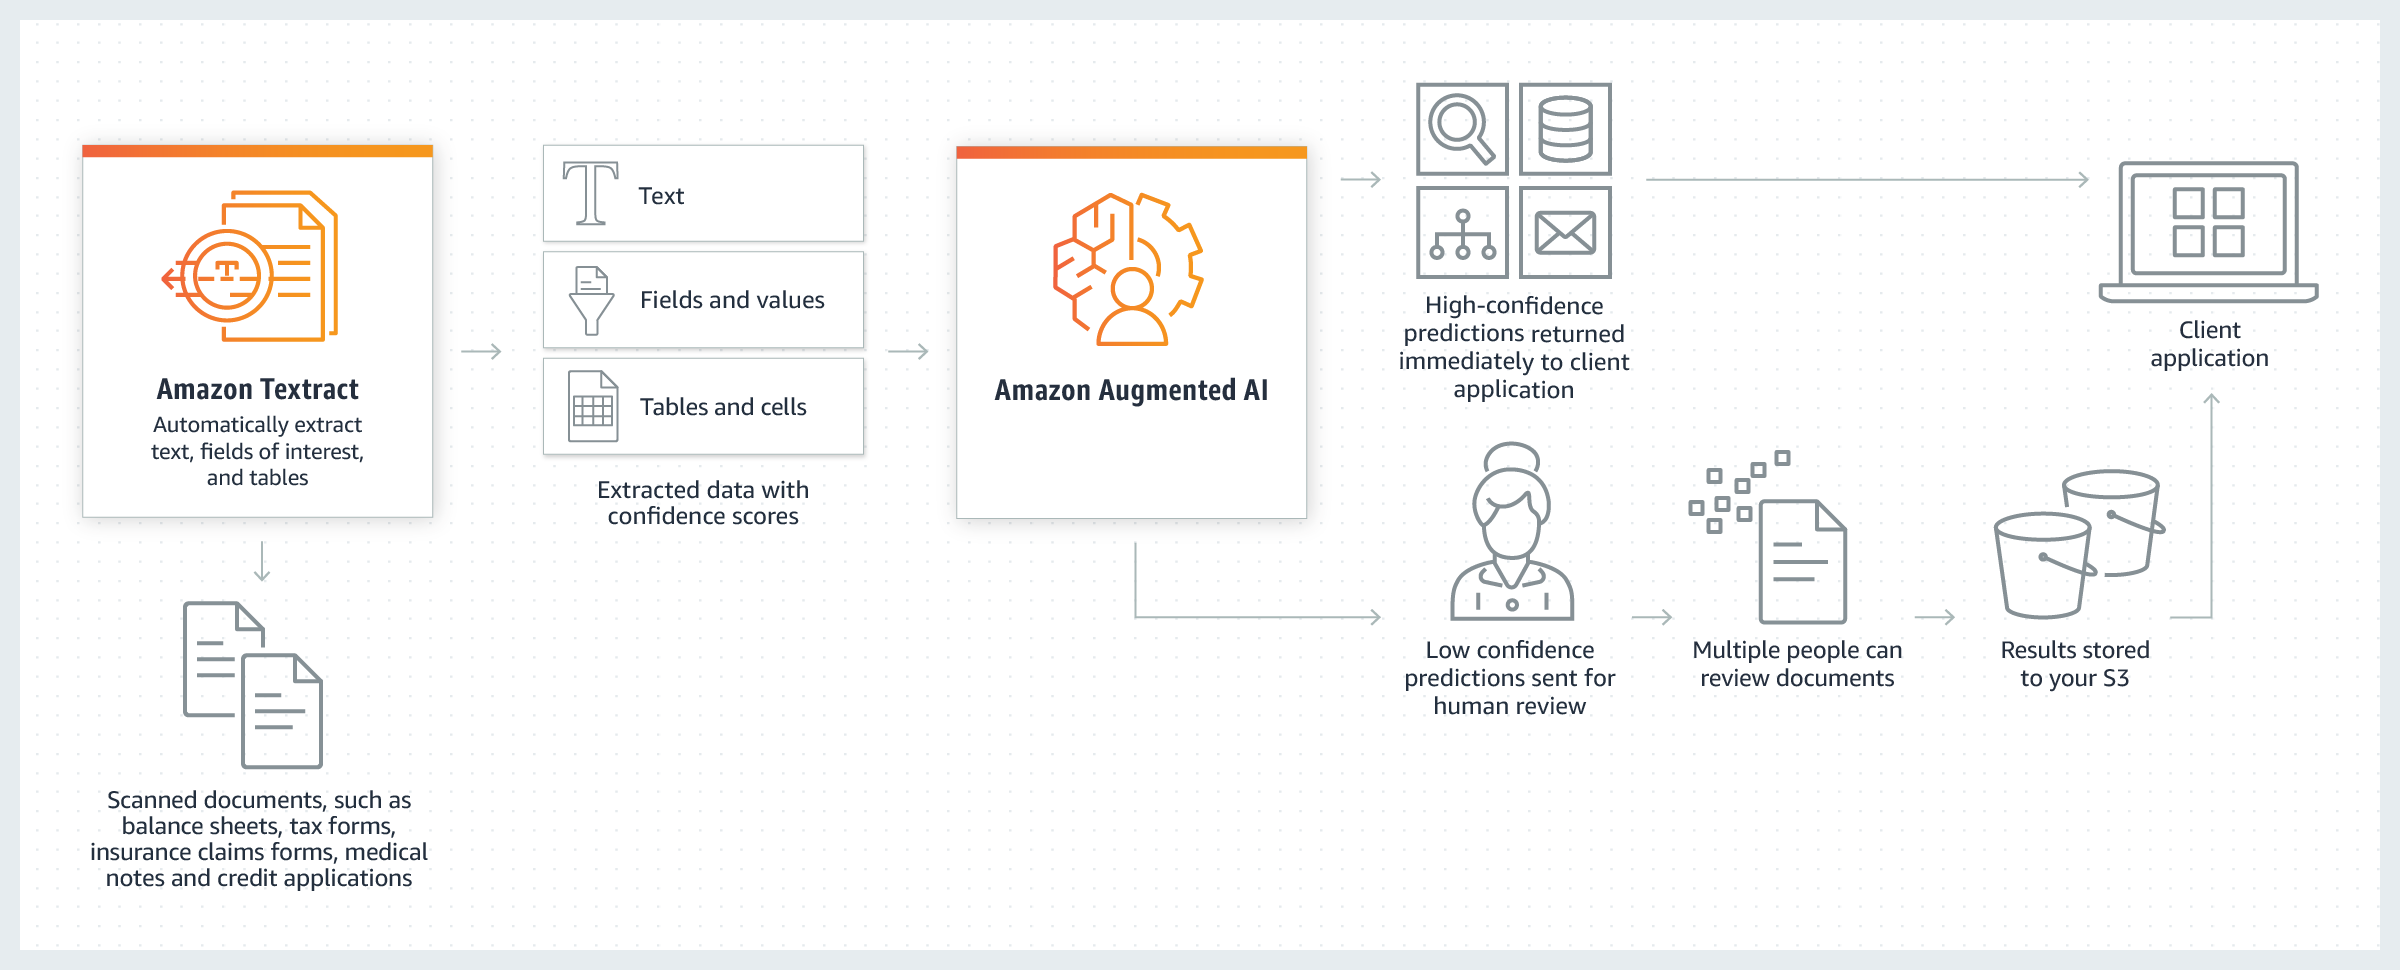 Amazon Textract
Automatically extract
text, fields of interest,
and tables
Scanned documents, such as
balance sheets, tax forms,
insurance claims forms, medical
notes and credit applications
Text
Fields and values
Tables and cells
Extracted data with
confidence scores
Amazon Augmented AI
High-confidence
predictions returned
immediately to client
application
Client
application
Low confidence
predictions sent for
human review
Multiple people can
review documents
Results stored
to your S3